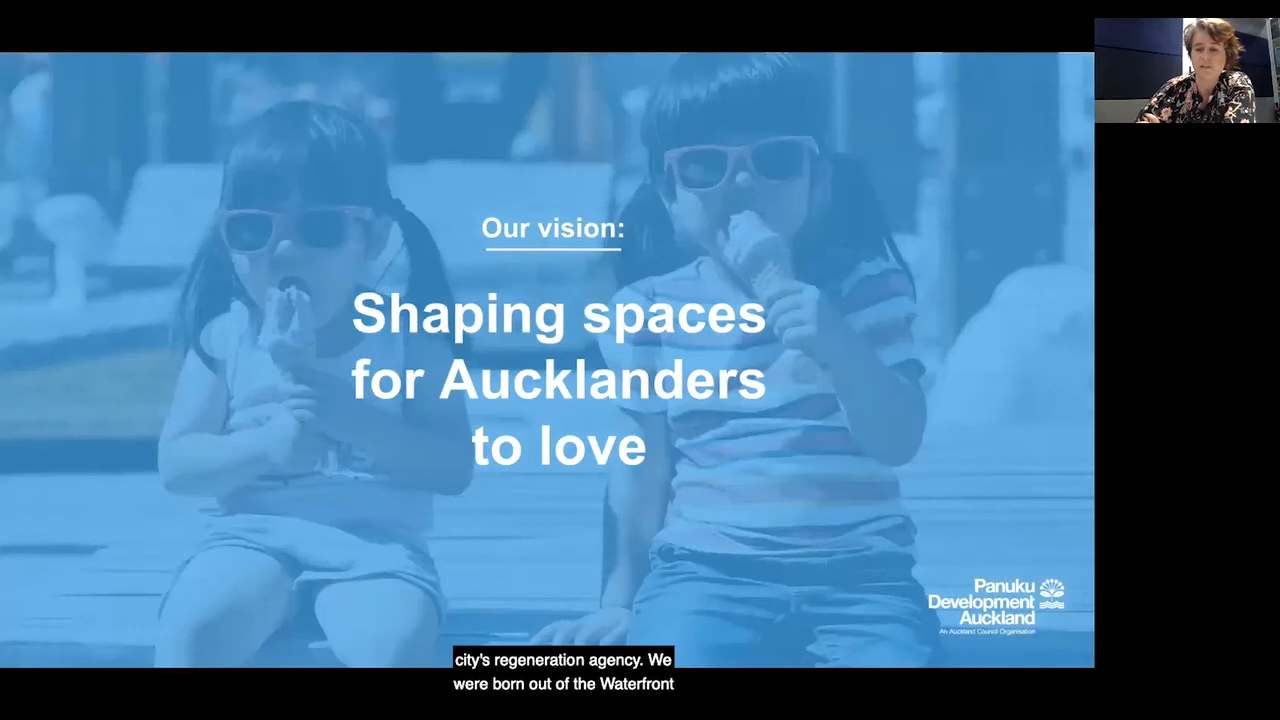 Our vision:
Shaping spaces
for Aucklanders
to love
Panuku
Development
Auckland
An Auckland Council Organisation
city's regeneration agency. We
were born out of the Waterfront